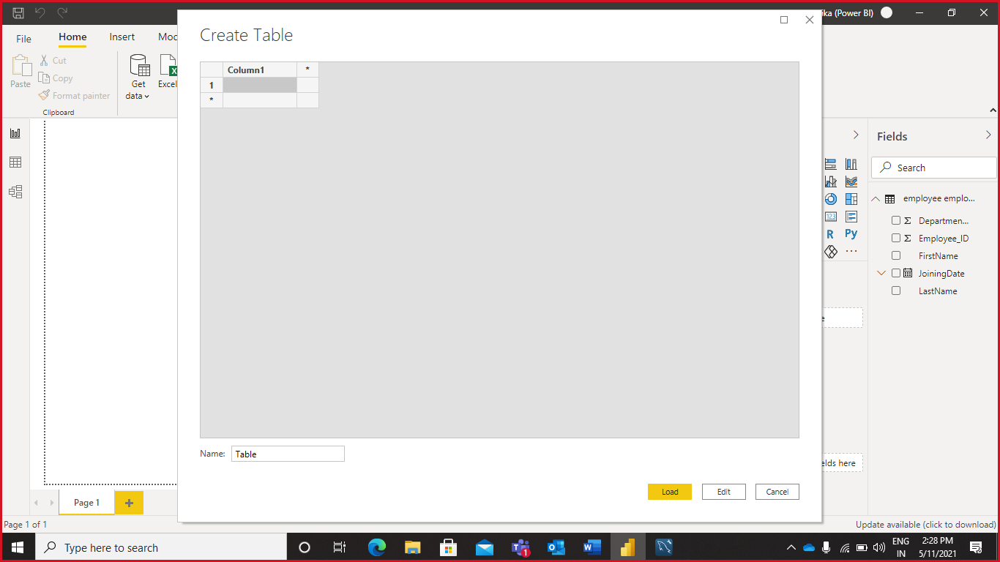 ika (Power BI)
File
Home
Insert
Mod
Cut
Copy
Format painter
Paste
Clipboard
Get
data
Excel
Create Table
Column1 *
1
*
Name: Table
Load Edit Cancel
Fields
Search
employee emplo...
Σ Departmen...
Σ Employee_ID
FirstName
JoiningDate
LastName
123
R Py
...
e
elds here
Page 1 +
Page 1 of 1
Update available (click to download)
Type here to search
1
ENG
IN
2:28 PM
5/11/2021